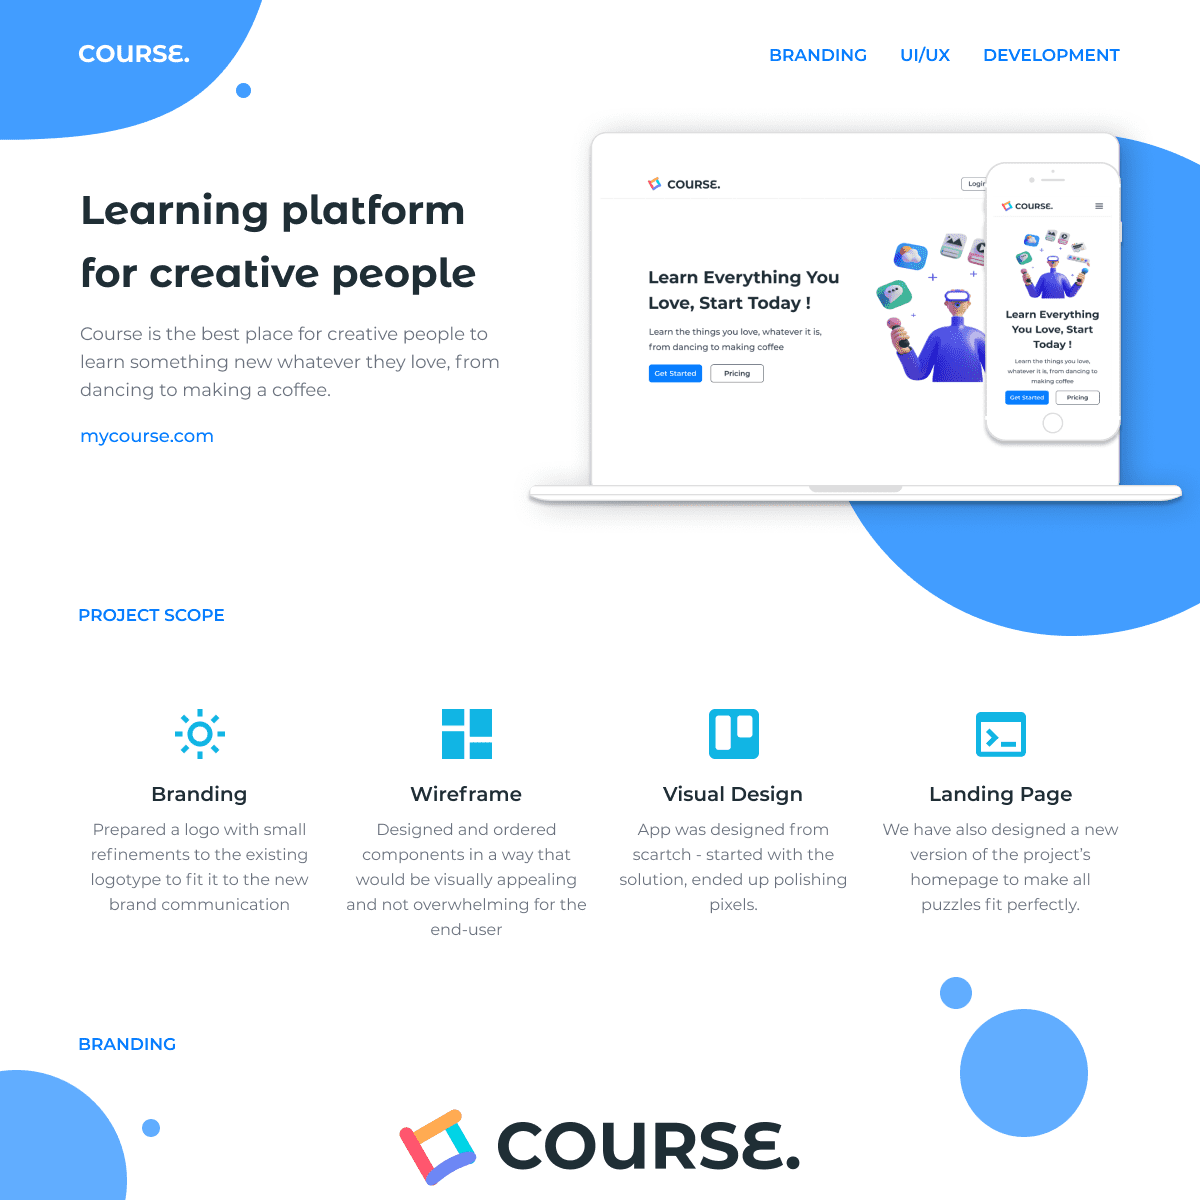 COURSE.
BRANDING UI/UX DEVELOPMENT
Learning platform
for creative people
Course is the best place for creative people to
learn something new whatever they love, from
dancing to making a coffee.
mycourse.com
COURSE.
Login
Learn Everything You
Love, Start Today !
Learn the things you love, whatever it is,
from dancing to making coffee
Get Started
Pricing
COURSE.
Learn Everything
You Love, Start
Today !
Learn the things you love,
whatever it is, from dancing to
making coffee
Get Started
Pricing
PROJECT SCOPE
Branding
Prepared a logo with small
refinements to the existing
logotype to fit it to the new
brand communication
Wireframe
Designed and ordered
components in a way that
would be visually appealing
and not overwhelming for the
end-user
Visual Design
App was designed from
scartch - started with the
solution, ended up polishing
pixels.
Landing Page
We have also designed a new
version of the project’s
homepage to make all
puzzles fit perfectly.
BRANDING
COURSE.